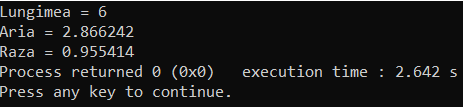 Lungimea = 6
Aria = 2.866242
Raza = 0.955414
Process returned 0 (0x0)   execution time : 2.642 s
Press any key to continue.